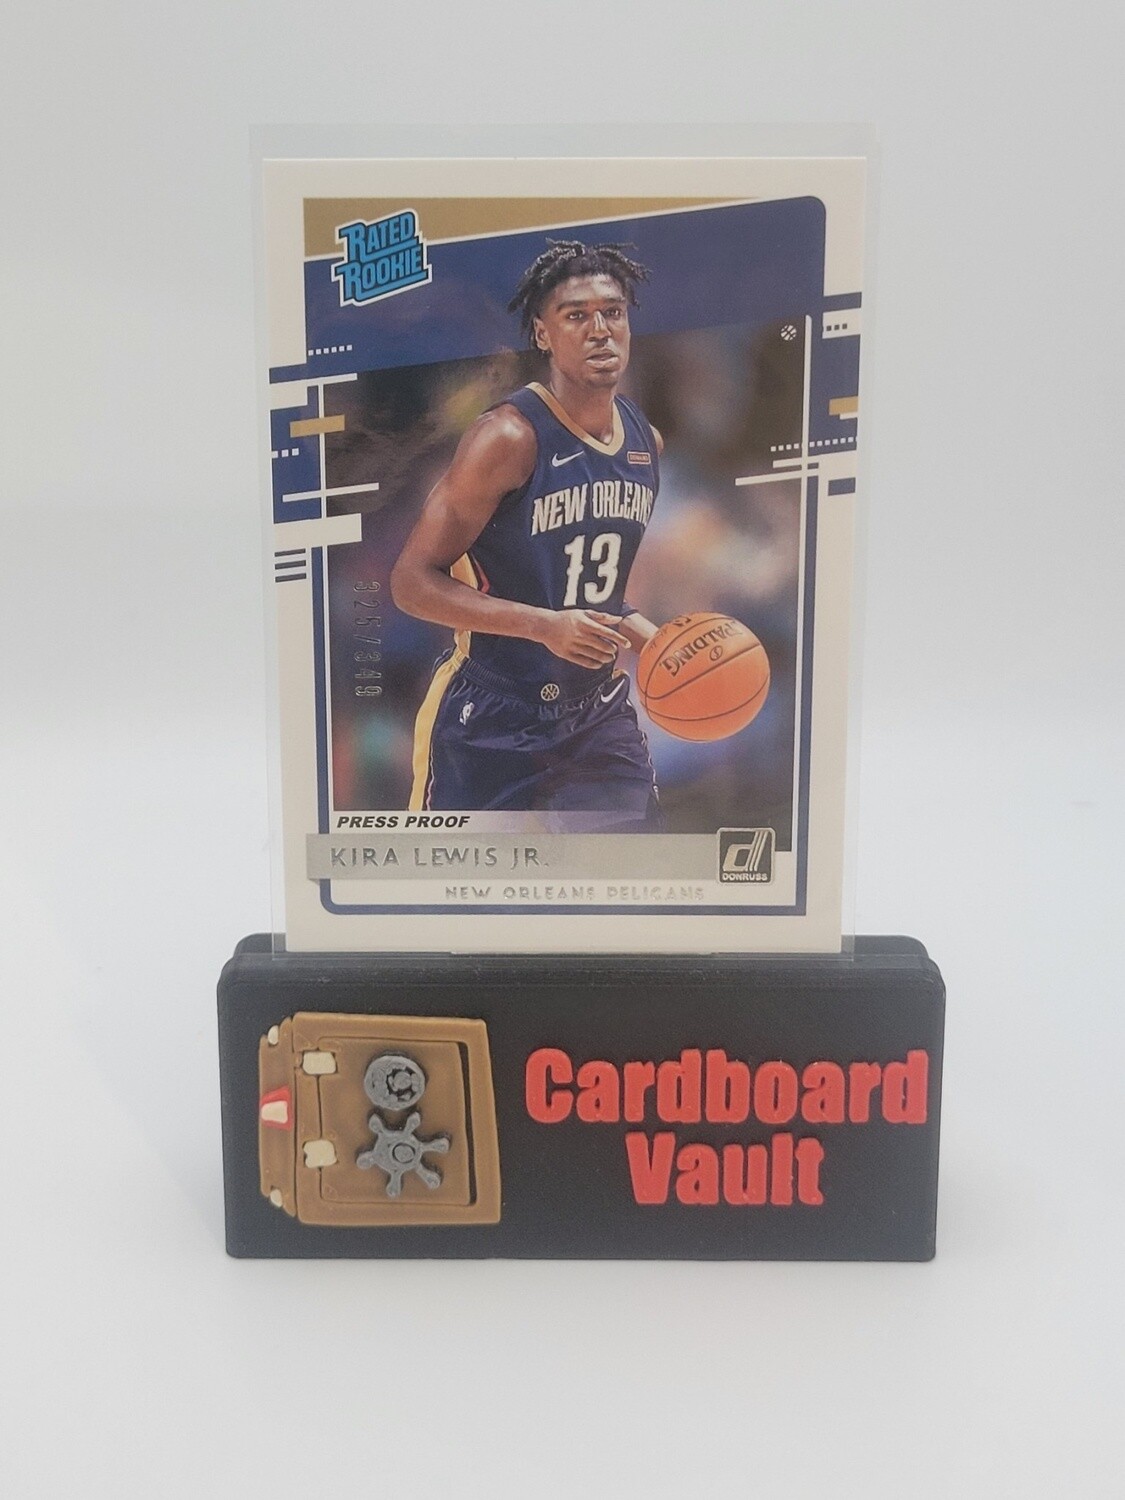 RATED
ROOKIE
NEW ORLEANS
13
SPALDING
325/349
PRESS PROOF
KIRA LEWIS JR.
DONRUSS
NEW ORLEANS PELICANS
Cardboard
Vault